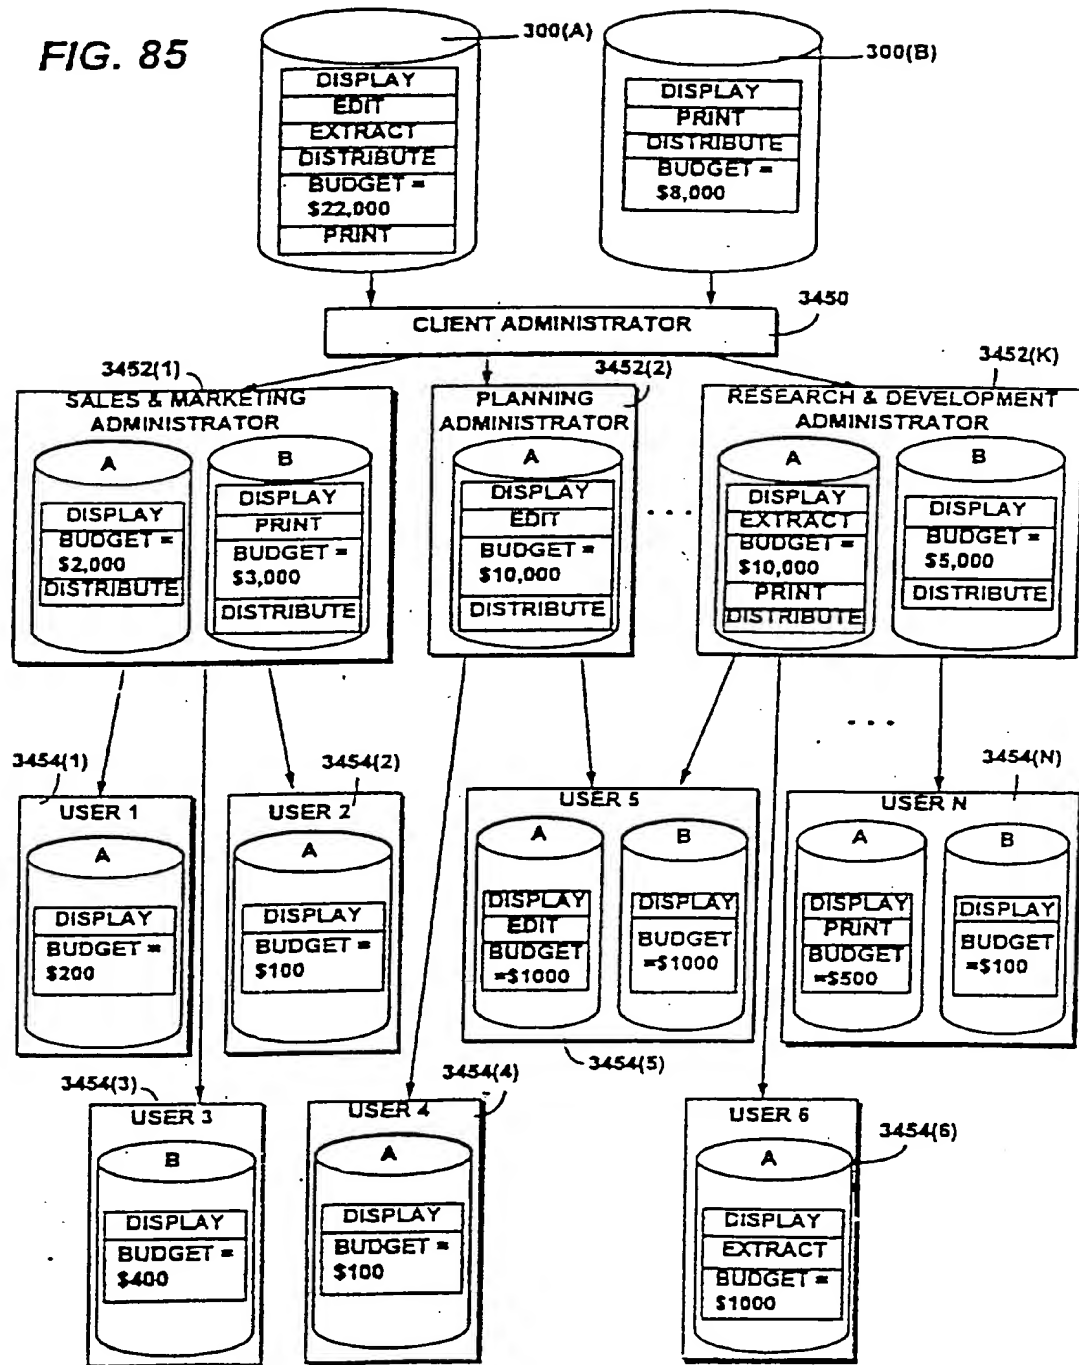 FIG. 85
300(A)
DISPLAY
EDIT
EXTRACT
DISTRIBUTE
BUDGET =
$22,000
PRINT
300(B)
DISPLAY
PRINT
DISTRIBUTE
BUDGET =
$8,000
3450
CLIENT ADMINISTRATOR
3452(1)
SALES & MARKETING
ADMINISTRATOR
A
DISPLAY
BUDGET =
$2,000
DISTRIBUTE
B
DISPLAY
PRINT
BUDGET =
$3,000
DISTRIBUTE
3452(2)
PLANNING
ADMINISTRATOR
A
DISPLAY
EDIT
BUDGET =
$10,000
DISTRIBUTE
. . .
3452(K)
RESEARCH & DEVELOPMENT
ADMINISTRATOR
A
DISPLAY
EXTRACT
BUDGET =
$10,000
PRINT
DISTRIBUTE
B
DISPLAY
BUDGET =
$5,000
DISTRIBUTE
. . .
3454(1)
USER 1
A
DISPLAY
BUDGET =
$200
3454(2)
USER 2
A
DISPLAY
BUDGET =
$100
USER 5
A
DISPLAY
EDIT
BUDGET
=$1000
B
DISPLAY
BUDGET
=$1000
3454(5)
3454(N)
USER N
A
DISPLAY
PRINT
BUDGET
=$500
B
DISPLAY
BUDGET
=$100
3454(3)
USER 3
B
DISPLAY
BUDGET =
$400
3454(4)
USER 4
A
DISPLAY
BUDGET =
$100
USER 6
3454(6)
A
DISPLAY
EXTRACT
BUDGET =
$1000